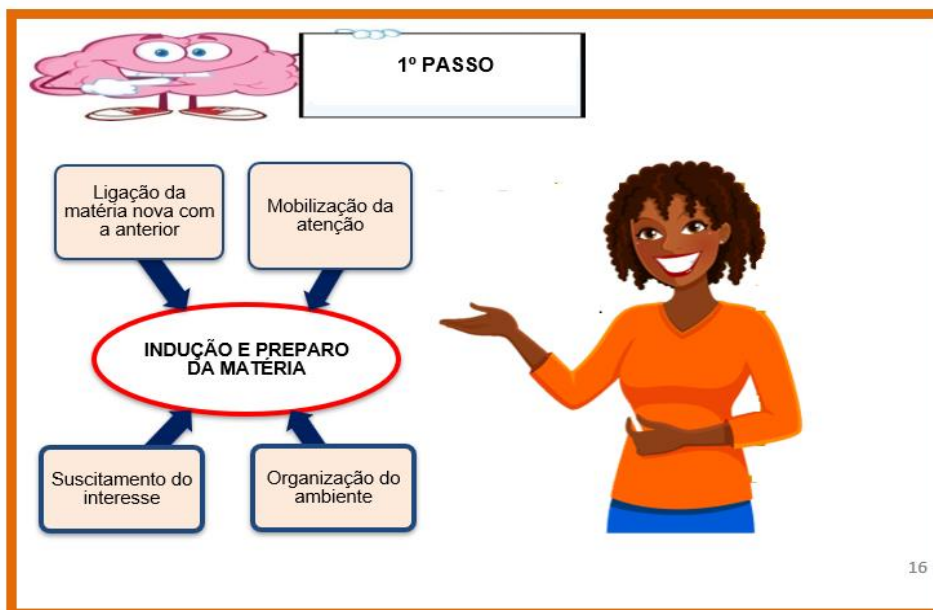 1º PASSO
Ligação da
matéria nova com
a anterior
Mobilização da
atenção
INDUÇÃO E PREPARO
DA MATÉRIA
Suscitamento do
interesse
Organização do
ambiente
16